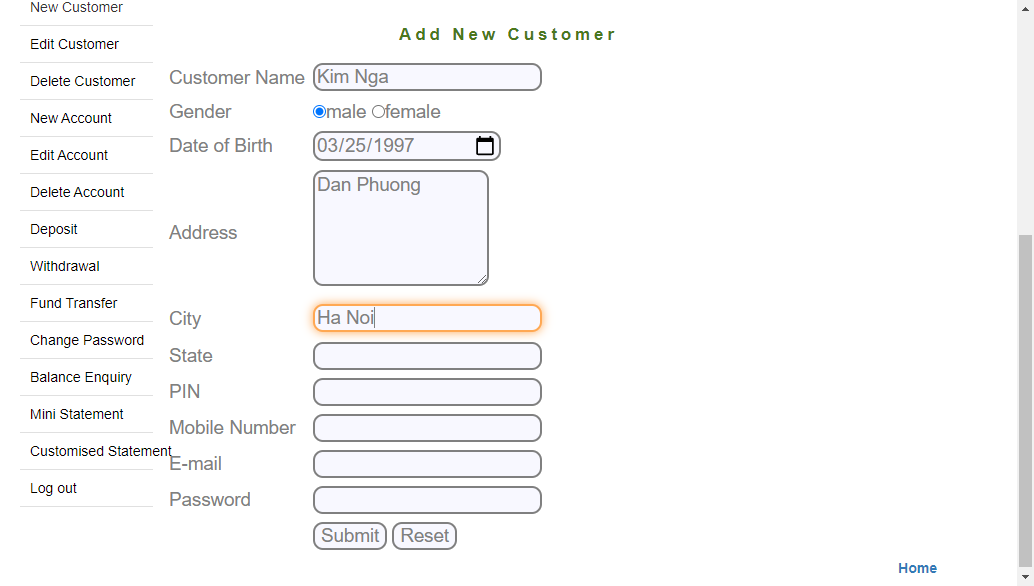 New Customer
Edit Customer
Delete Customer
New Account
Edit Account
Delete Account
Deposit
Withdrawal
Fund Transfer
Change Password
Balance Enquiry
Mini Statement
Customised Statement
Log out
Add New Customer
Customer Name Kim Nga
Gender male female
Date of Birth 03/25/1997
Address Dan Phuong
City Ha Noi
State
PIN
Mobile Number
E-mail
Password
Submit Reset
Home